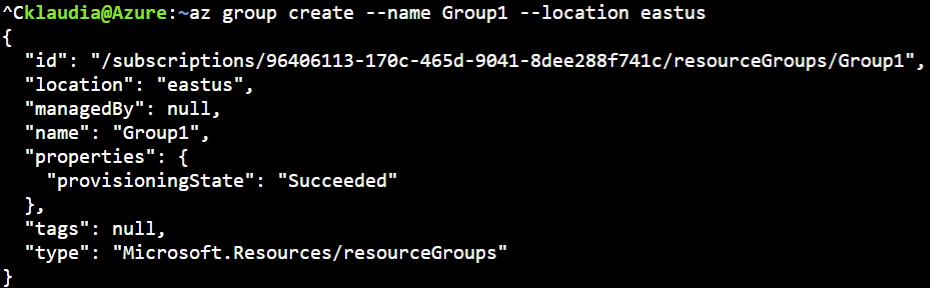 ^Cklaudia@Azure:~az group create --name Group1 --location eastus
{
  "id": "/subscriptions/96406113-170c-465d-9041-8dee288f741c/resourceGroups/Group1",
  "location": "eastus",
  "managedBy": null,
  "name": "Group1",
  "properties": {
    "provisioningState": "Succeeded"
  },
  "tags": null,
  "type": "Microsoft.Resources/resourceGroups"
}